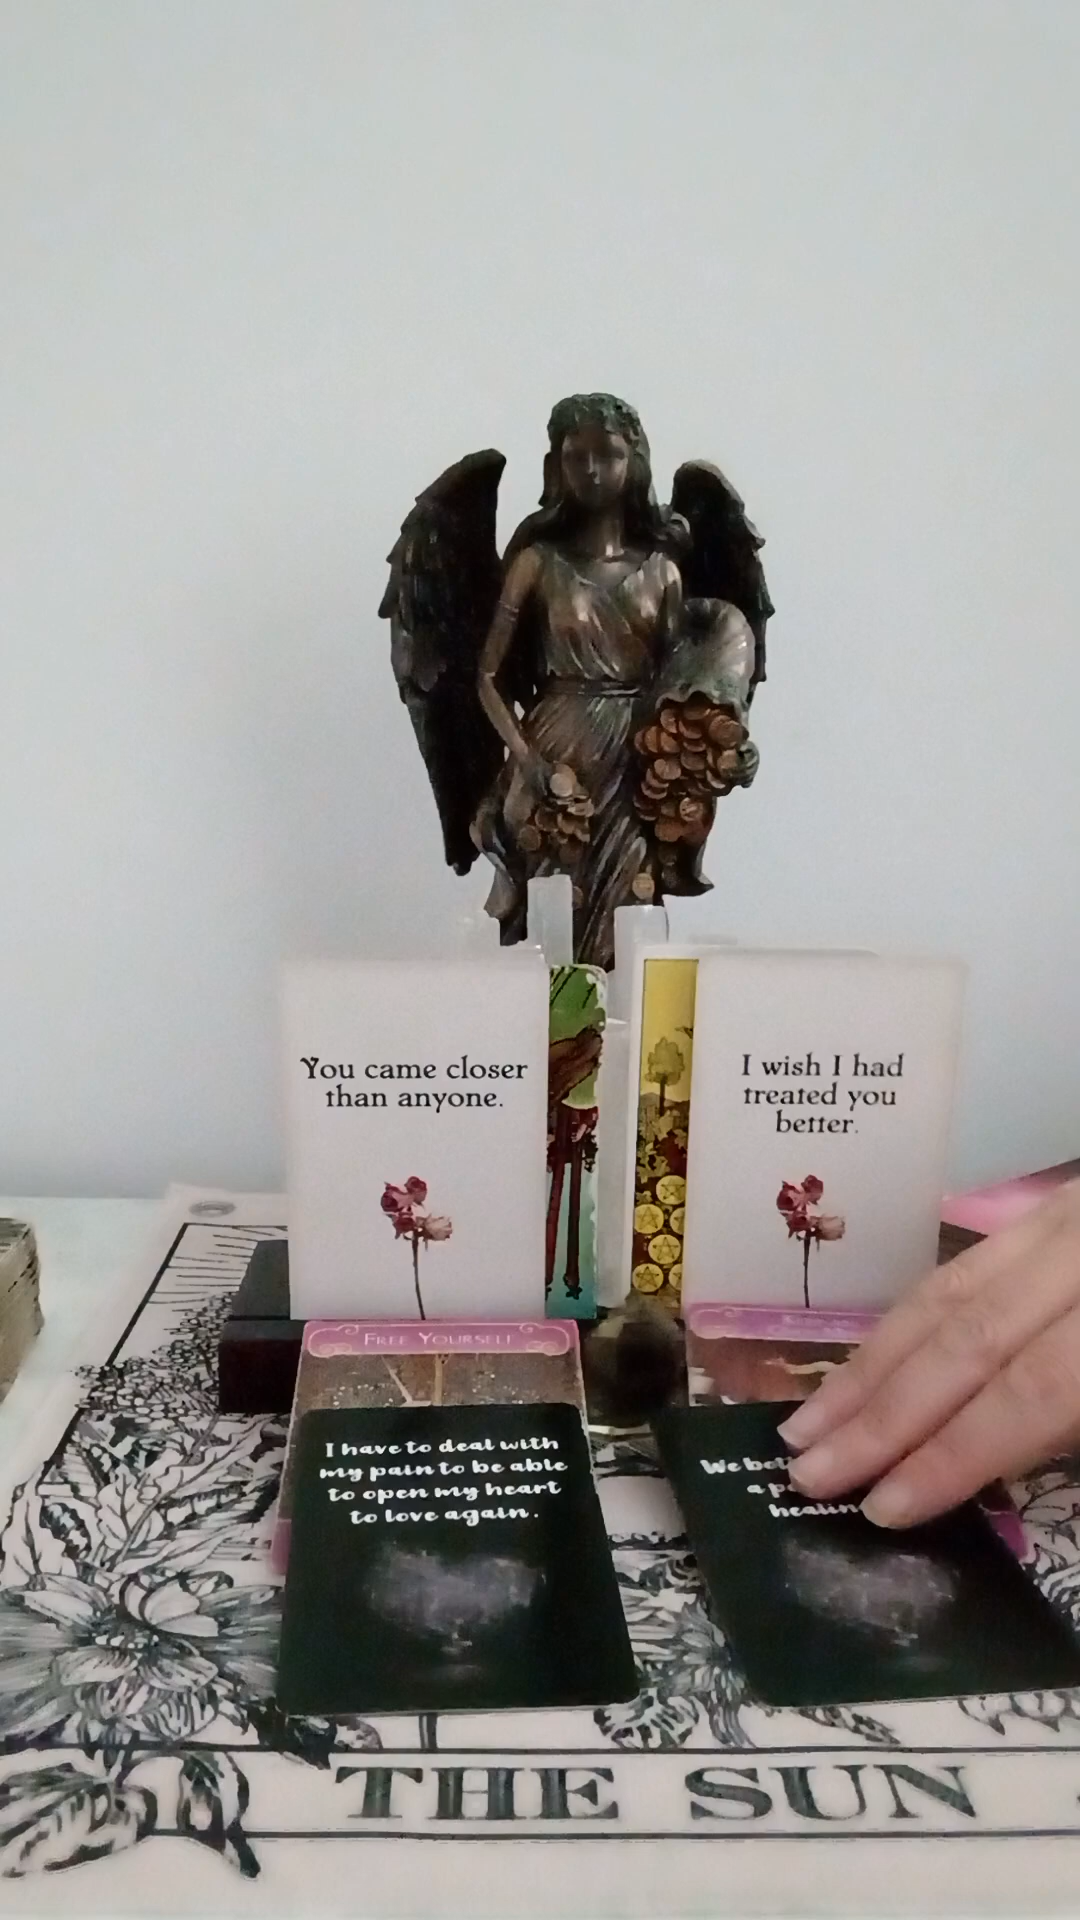 You came closer
than anyone.
I wish I had
treated you
better.
FREE YOURSELF
I have to deal with
my pain to be able
to open my heart
to love again.
We
a
THE SUN